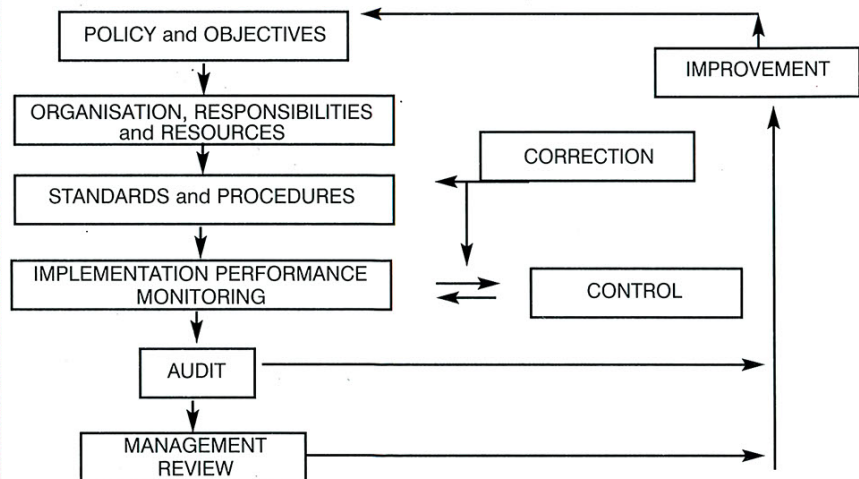 POLICY and OBJECTIVES
IMPROVEMENT
ORGANISATION, RESPONSIBILITIES
and RESOURCES
CORRECTION
STANDARDS and PROCEDURES
IMPLEMENTATION PERFORMANCE
MONITORING
CONTROL
AUDIT
MANAGEMENT
REVIEW